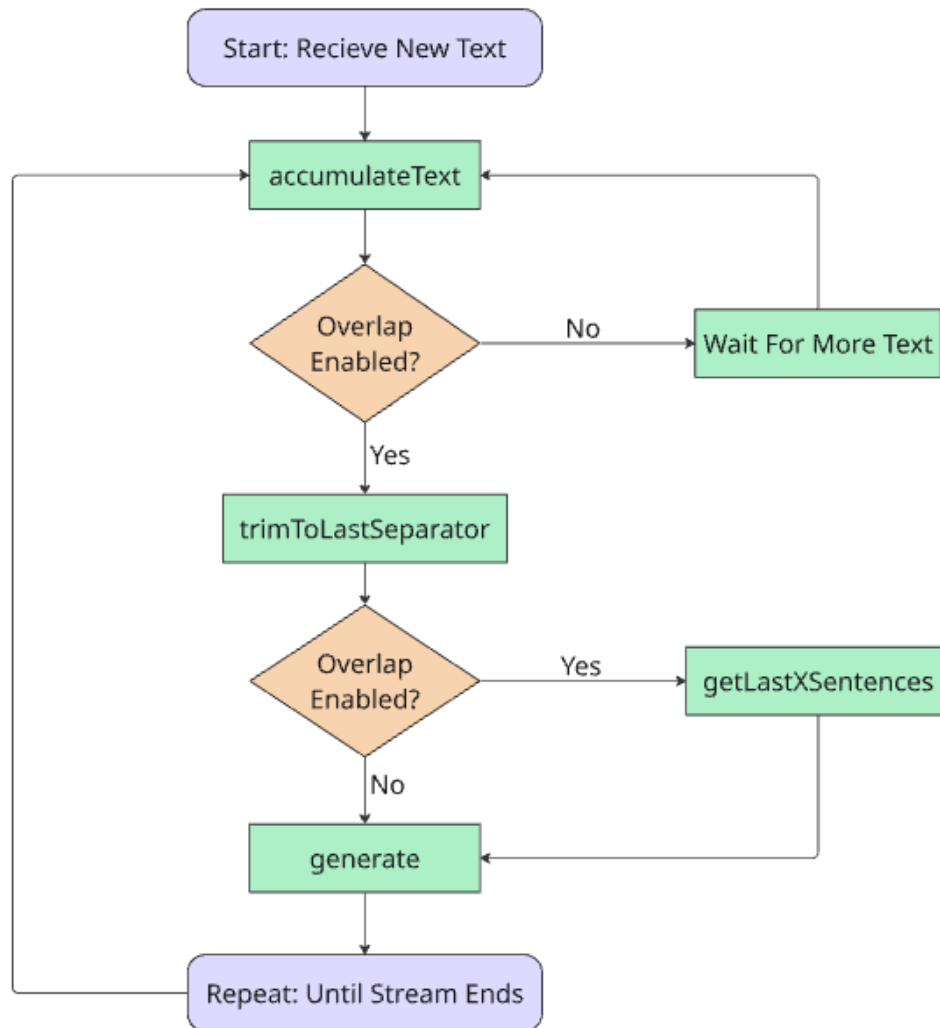 Start: Recieve New Text
accumulateText
Overlap
Enabled?
No
Wait For More Text
Yes
trimToLastSeparator
Overlap
Enabled?
Yes
getLastXSentences
No
generate
Repeat: Until Stream Ends